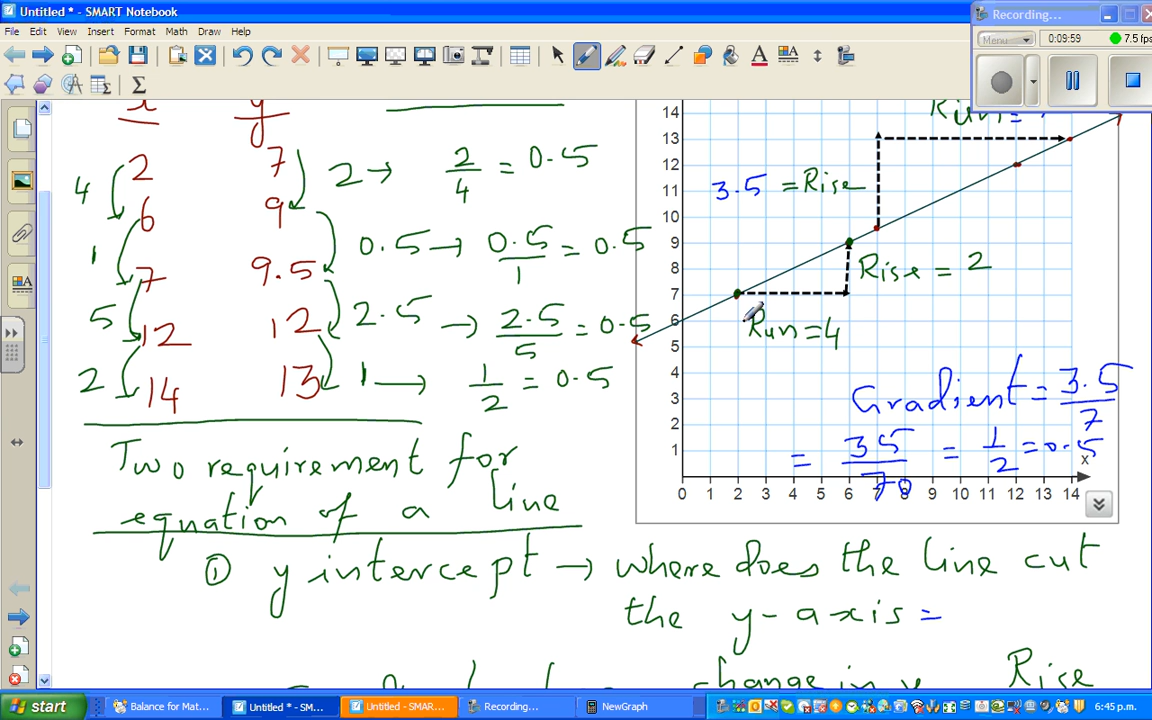 Untitled * - SMART Notebook
File Edit View Insert Format Math Draw Help
Recording...
Menu
0:09:59
7.5 fps
x y
2 7
6 9
7 9.5
12 12
14 13
4
1
5
2
2 → 2/4 = 0.5
0.5 → 0.5/1 = 0.5
2.5 → 2.5/5 = 0.5
1 → 1/2 = 0.5
14
13
12
11
10
9
8
7
6
5
4
3
2
1
0 1 2 3 4 5 6 7 8 9 10 11 12 13 14
x
3.5 = Rise
Rise = 2
Run = 4
Gradient = 3.5/7
= 35/70 = 1/2 = 0.5
Two requirement for
equation of a line
① y intercept → where does the line cut
the y-axis =
change in y Rise
start
Balance for Mat...
Untitled * - SM...
Untitled - SMAR...
Recording...
NewGraph
6:45 p.m.